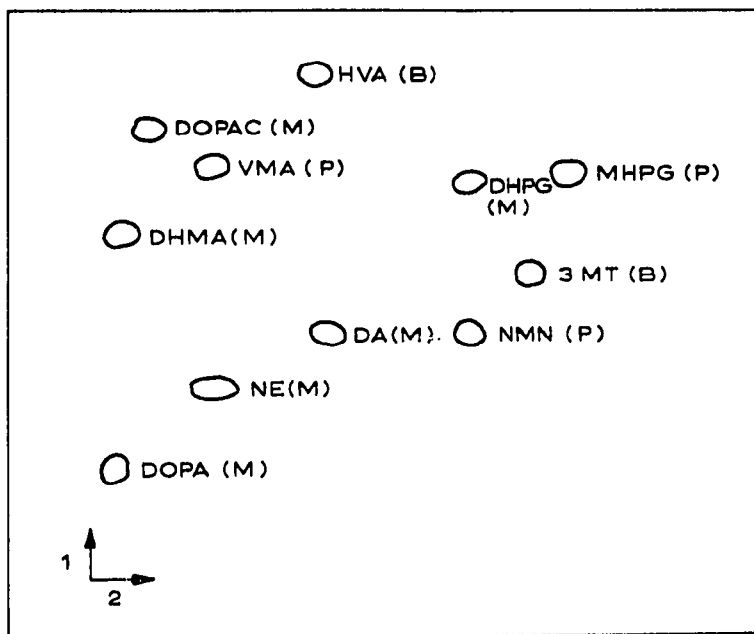 HVA (B)
DOPAC (M)
VMA (P)
DHPG
(M)
MHPG (P)
DHMA(M)
3 MT (B)
DA(M).
NMN (P)
NE(M)
DOPA (M)
1
2